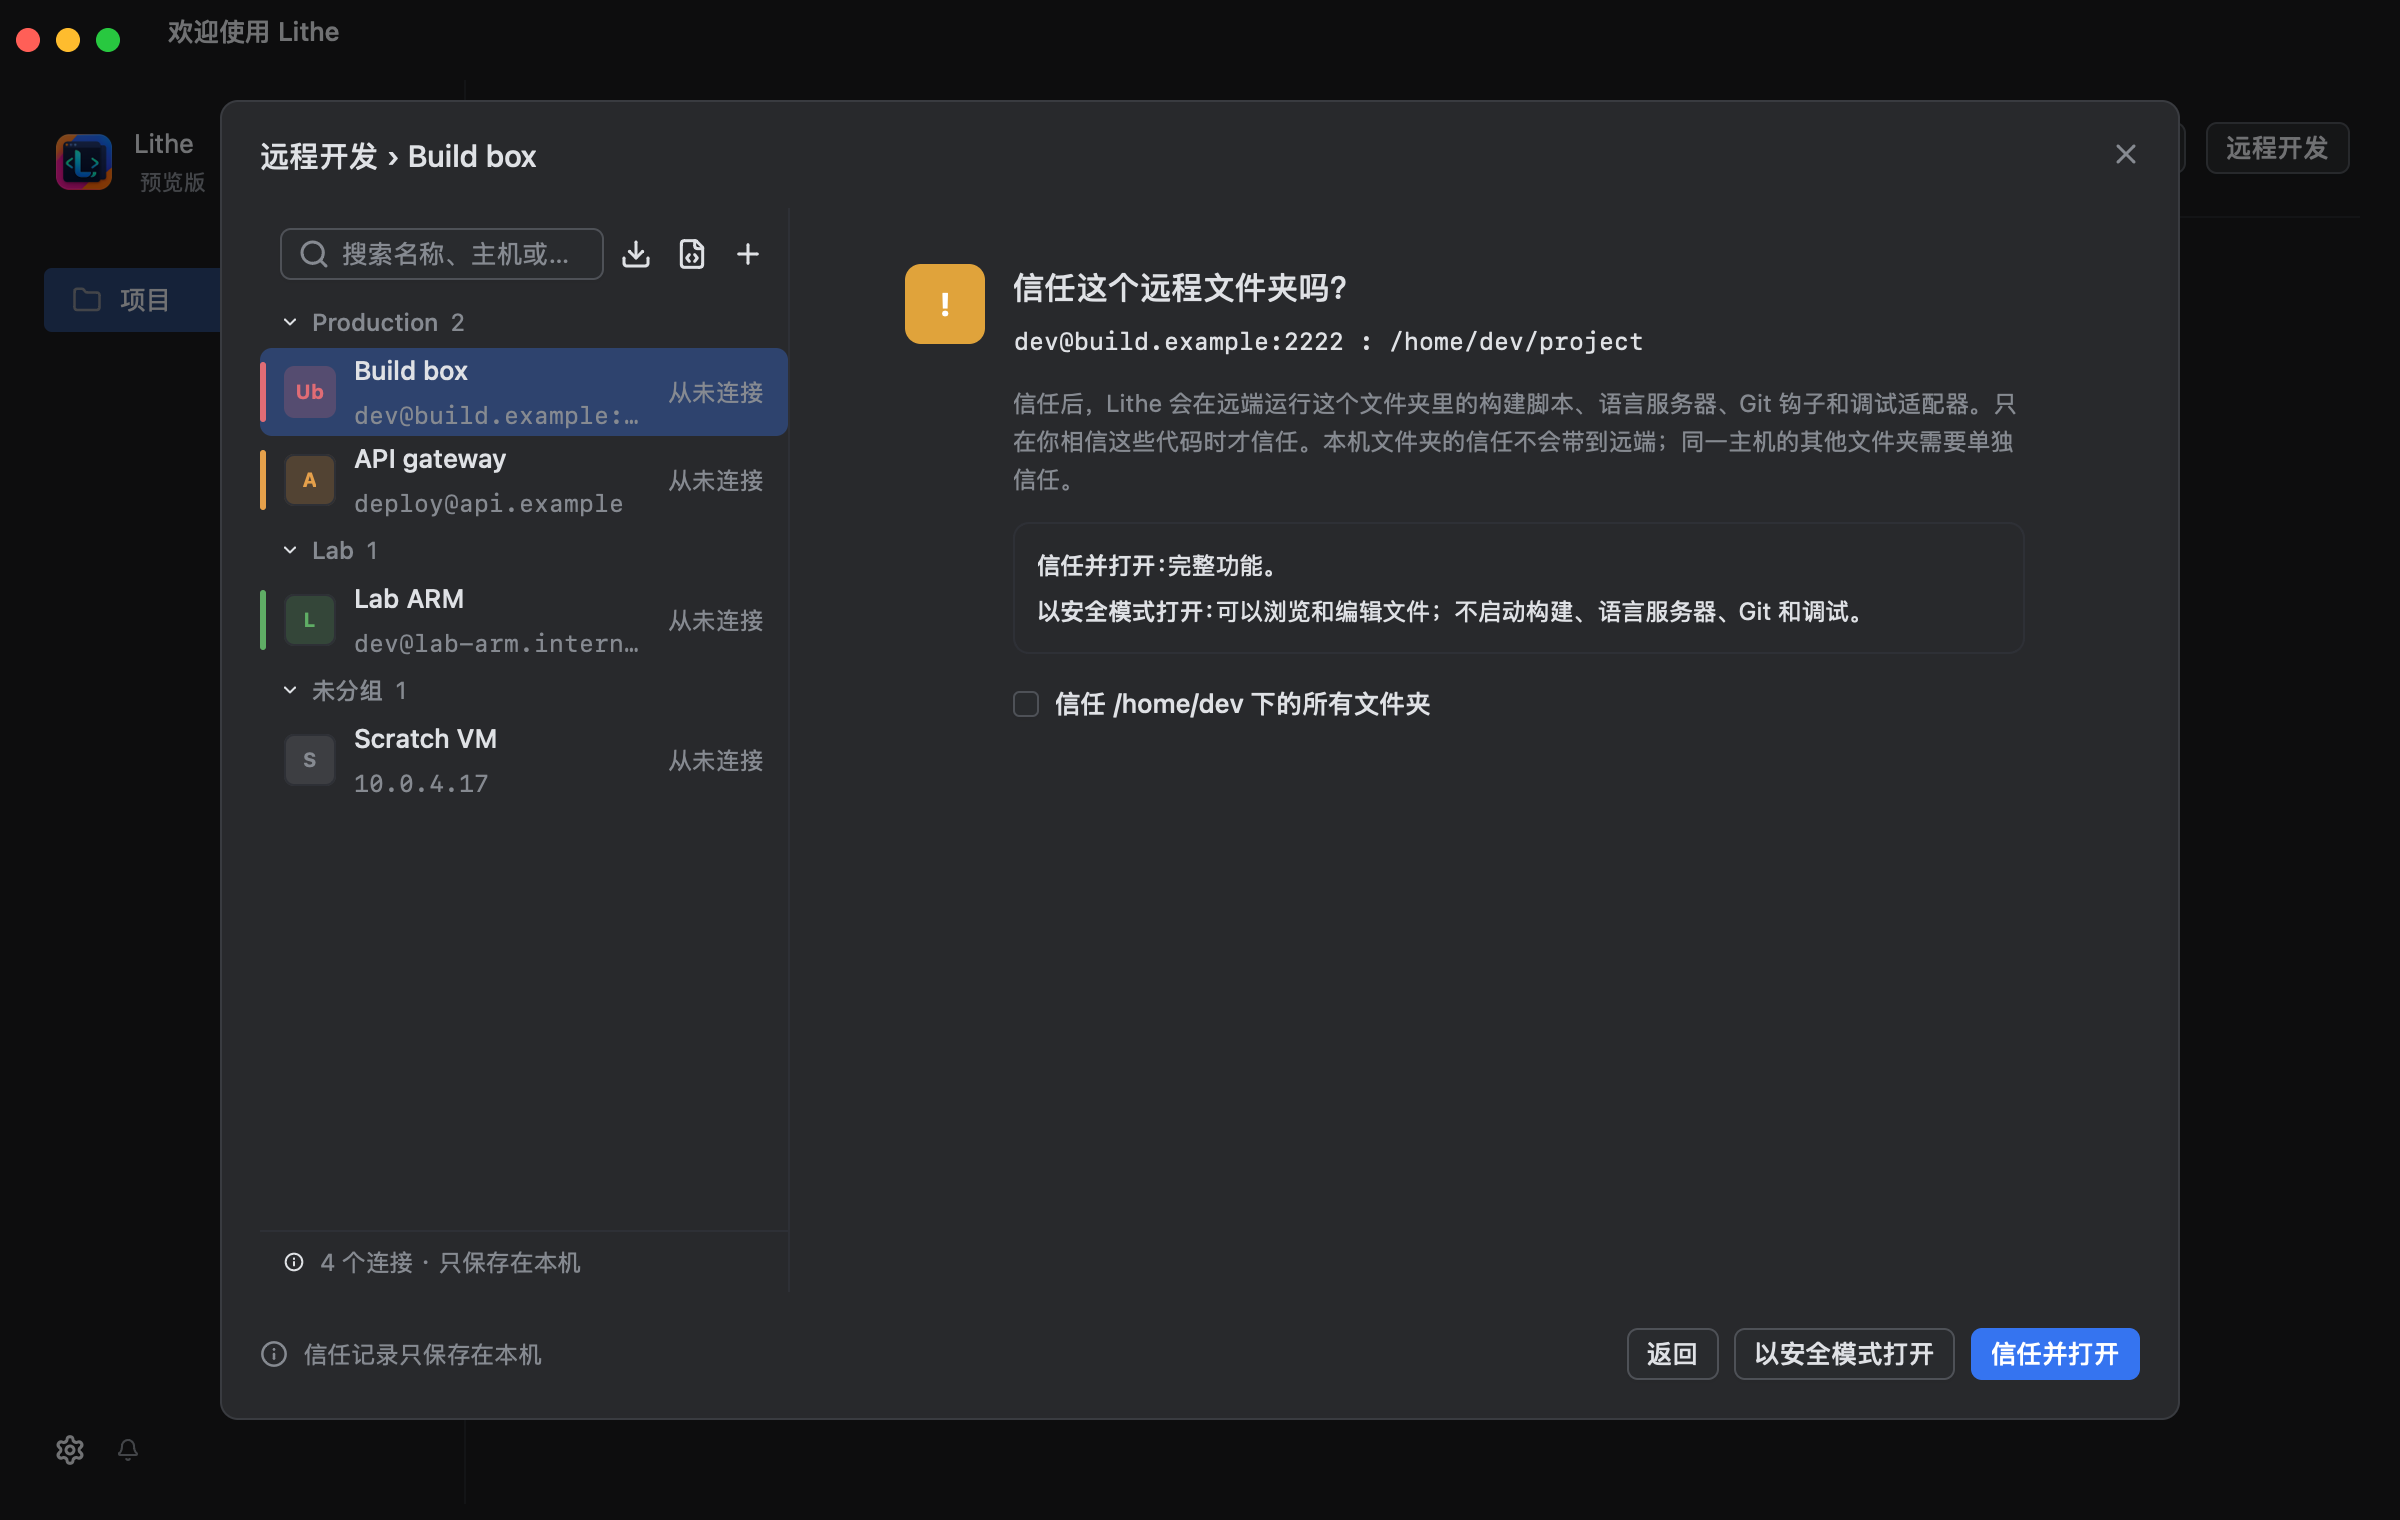 欢迎使用 Lithe
Lithe
预览版
远程开发
项目
远程开发 › Build box
搜索名称、主机或...
Production 2
Ub
Build box
dev@build.example:…
从未连接
A
API gateway
deploy@api.example
从未连接
Lab 1
L
Lab ARM
dev@lab-arm.intern…
从未连接
未分组 1
S
Scratch VM
10.0.4.17
从未连接
4 个连接 · 只保存在本机
!
信任这个远程文件夹吗?
dev@build.example:2222 : /home/dev/project
信任后，Lithe 会在远端运行这个文件夹里的构建脚本、语言服务器、Git 钩子和调试适配器。只
在你相信这些代码时才信任。本机文件夹的信任不会带到远端；同一主机的其他文件夹需要单独
信任。
信任并打开：完整功能。
以安全模式打开：可以浏览和编辑文件；不启动构建、语言服务器、Git 和调试。
信任 /home/dev 下的所有文件夹
信任记录只保存在本机
返回
以安全模式打开
信任并打开